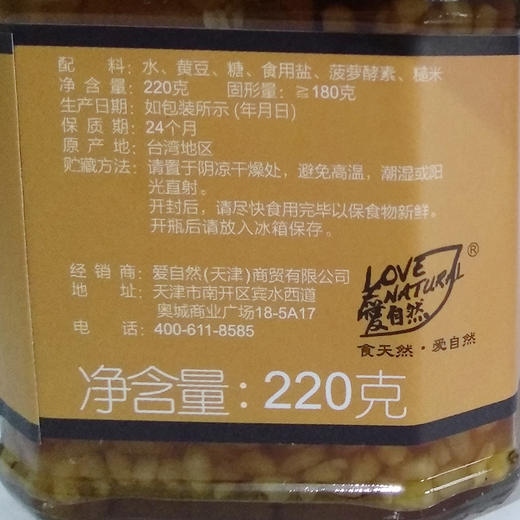 配　　料：水、黄豆、糖、食用盐、菠萝酵素、糙米
净 含 量：220克　固形量：≧180克
生产日期：如包装所示(年月日)
保 质 期：24个月
原 产 地：台湾地区
贮藏方法：请置于阴凉干燥处，避免高温，潮湿或阳
光直射。
开封后，请尽快食用完毕以保食物新鲜。
开瓶后请放入冰箱保存。
经 销 商：爱自然(天津)商贸有限公司
地　　址：天津市南开区宾水西道
奥城商业广场18-5A17
电　　话：400-611-8585
LOVE
NATURAL®
愛自然
食天然·爱自然
净含量：220克